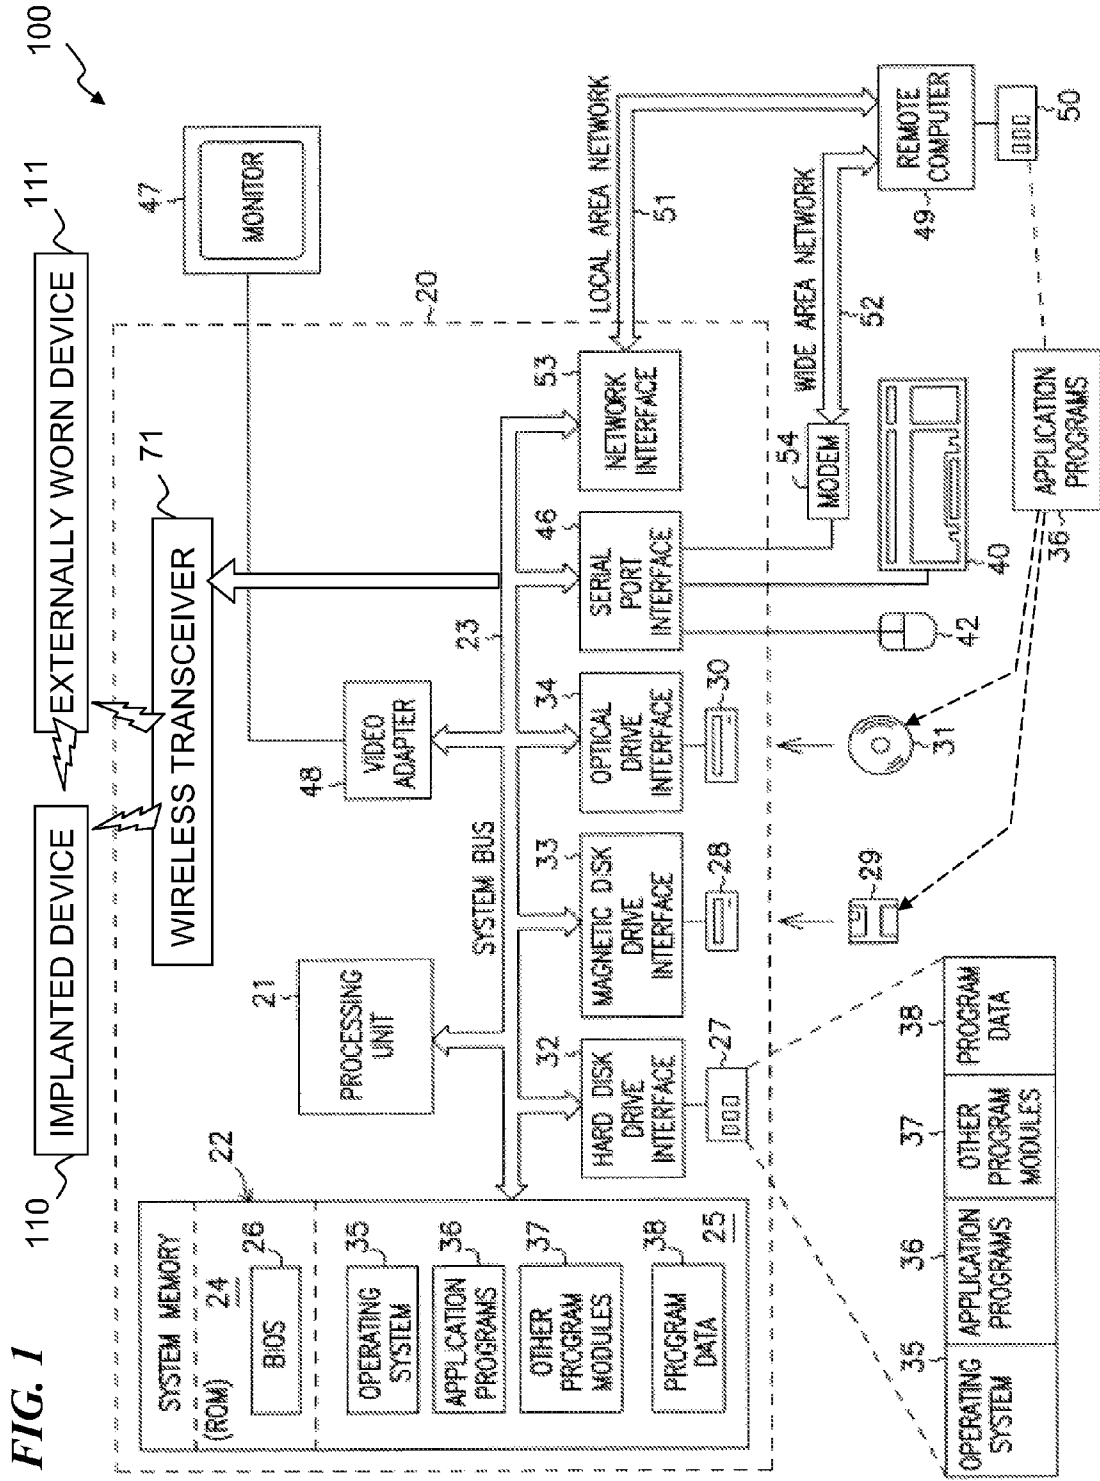 FIG. 1
100
110
IMPLANTED DEVICE
EXTERNALLY WORN DEVICE
111
WIRELESS TRANSCEIVER
71
47
MONITOR
20
SYSTEM MEMORY
22
(ROM)
24
BIOS
26
OPERATING
SYSTEM
35
APPLICATION
PROGRAMS
36
OTHER
PROGRAM
MODULES
37
PROGRAM
DATA
38
25
PROCESSING
UNIT
21
VIDEO
ADAPTER
48
SYSTEM BUS
23
HARD DISK
DRIVE
INTERFACE
32
MAGNETIC DISK
DRIVE
INTERFACE
33
OPTICAL
DRIVE
INTERFACE
34
SERIAL
PORT
INTERFACE
46
NETWORK
INTERFACE
53
27
28
30
LOCAL AREA NETWORK
51
WIDE AREA NETWORK
52
MODEM
54
REMOTE
COMPUTER
49
50
29
31
42
40
APPLICATION
PROGRAMS
36
OPERATING
SYSTEM
35
APPLICATION
PROGRAMS
36
OTHER
PROGRAM
MODULES
37
PROGRAM
DATA
38